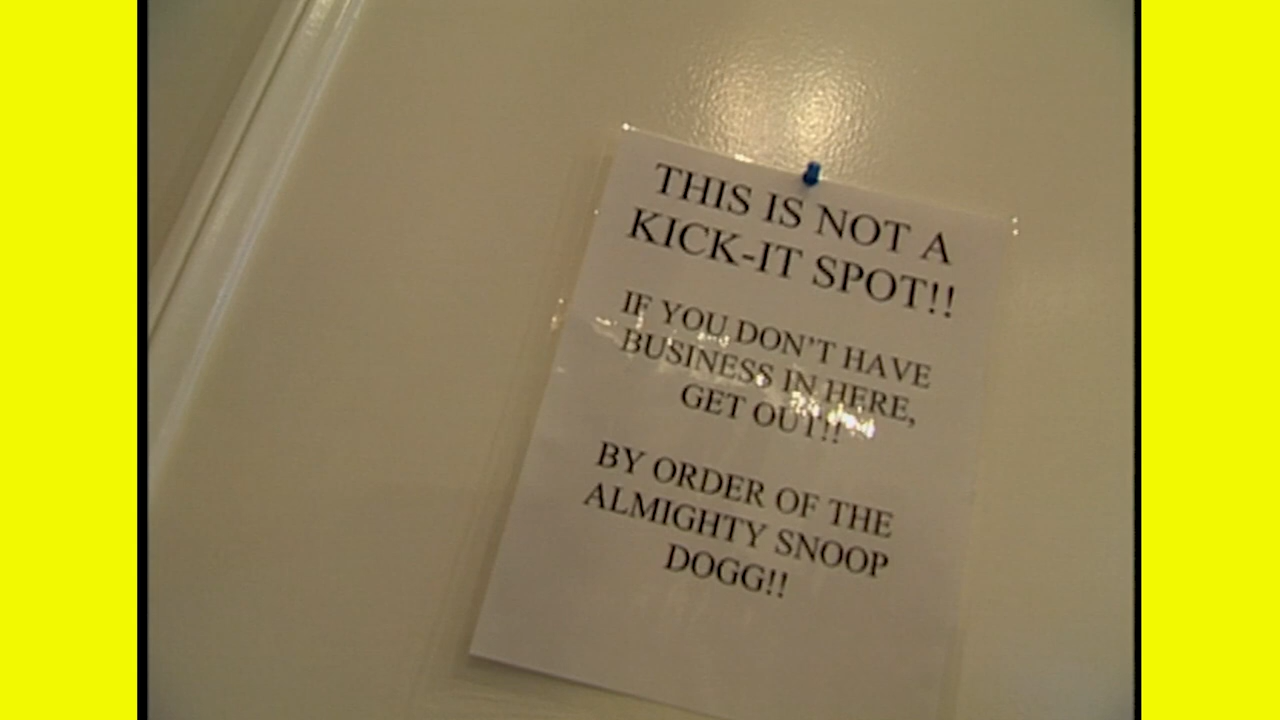 THIS IS NOT A
KICK-IT SPOT!!
IF YOU DON'T HAVE
BUSINESS IN HERE,
GET OUT!!
BY ORDER OF THE
ALMIGHTY SNOOP
DOGG!!